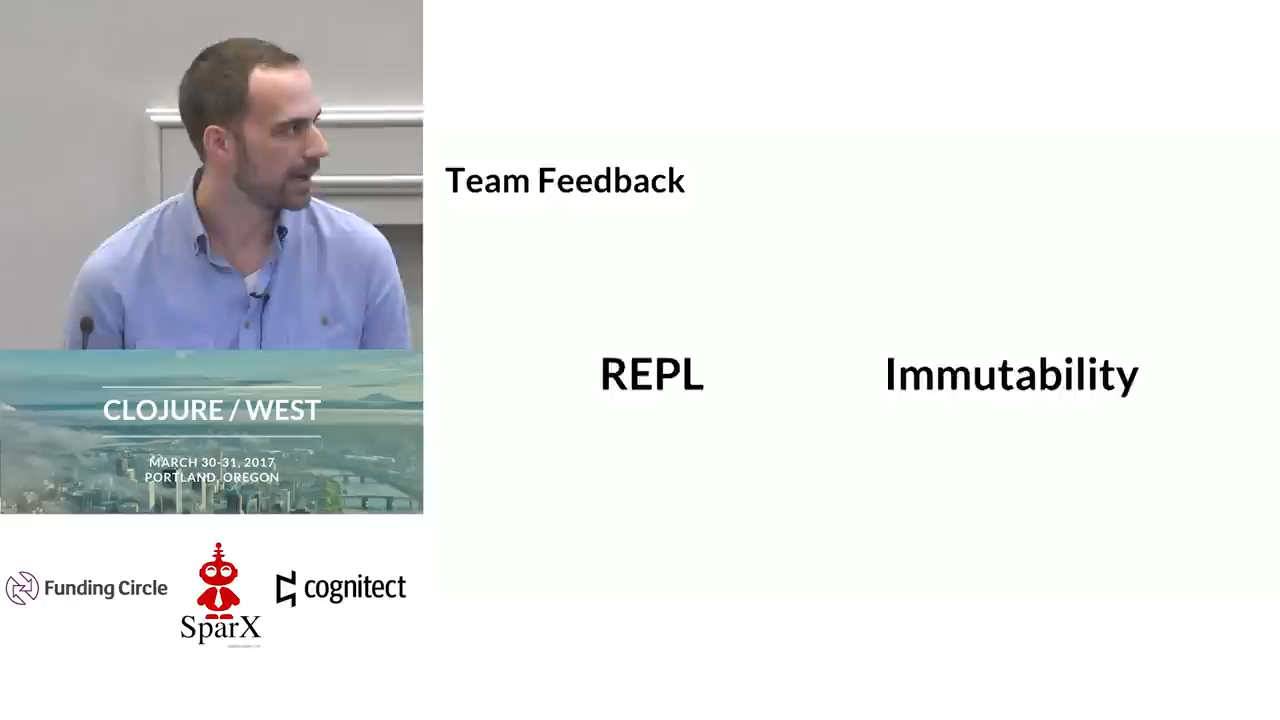 Team Feedback
REPL
Immutability
CLOJURE / WEST
MARCH 30-31, 2017
PORTLAND, OREGON
Funding Circle
SparX
cognitect